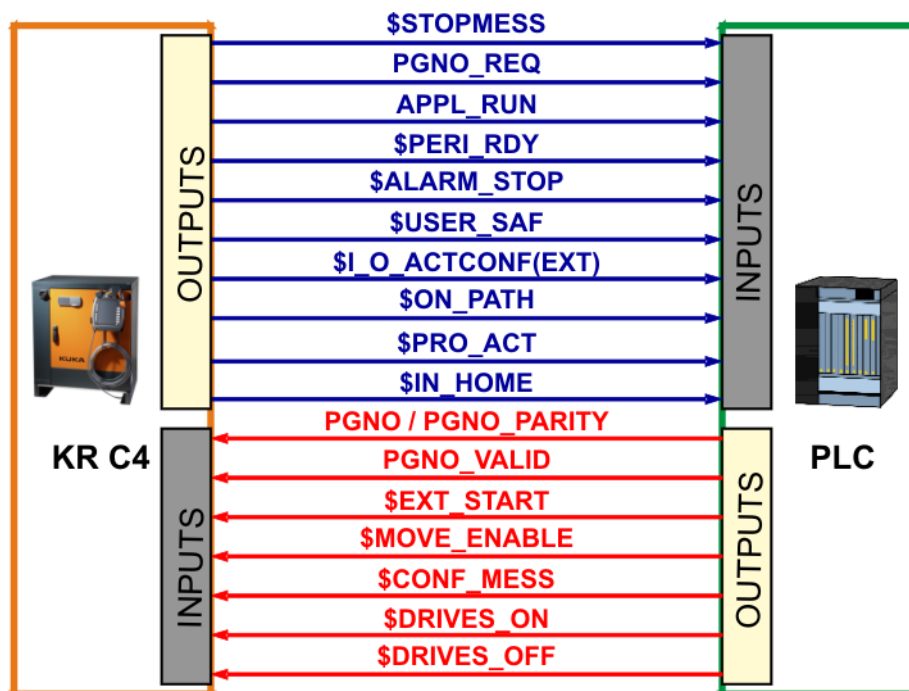 $STOPMESS
PGNO_REQ
APPL_RUN
$PERI_RDY
$ALARM_STOP
$USER_SAF
$I_O_ACTCONF(EXT)
$ON_PATH
$PRO_ACT
$IN_HOME
OUTPUTS
INPUTS
KUKA
KR C4
PLC
PGNO / PGNO_PARITY
PGNO_VALID
$EXT_START
$MOVE_ENABLE
$CONF_MESS
$DRIVES_ON
$DRIVES_OFF
INPUTS
OUTPUTS